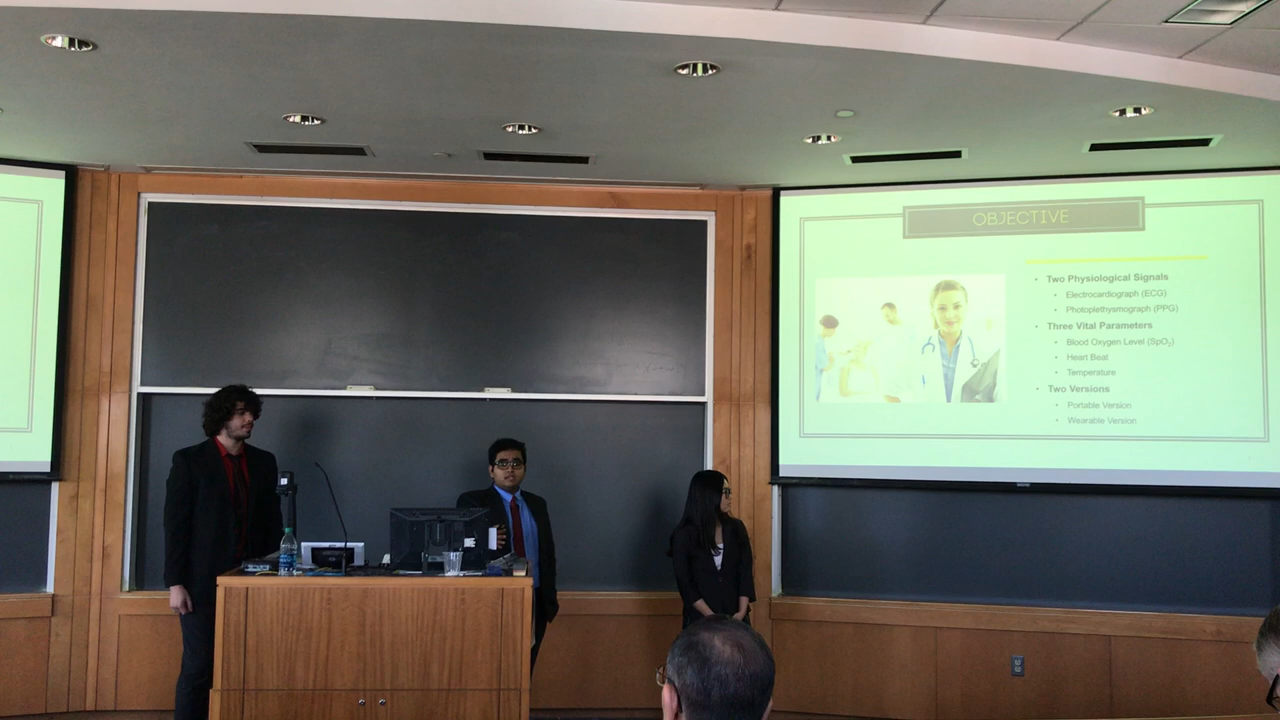 OBJECTIVE
• Two Physiological Signals
• Electrocardiograph (ECG)
• Photoplethysmograph (PPG)
• Three Vital Parameters
• Blood Oxygen Level (SpO₂)
• Heart Beat
• Temperature
• Two Versions
• Portable Version
• Wearable Version